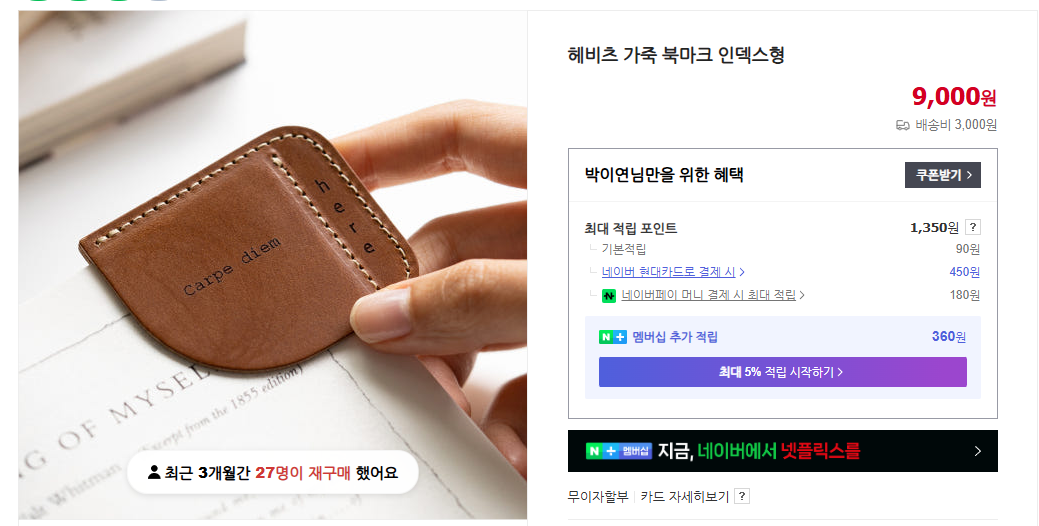 헤비츠 가죽 북마크 인덱스형
9,000원
배송비 3,000원
박이연님만을 위한 혜택
쿠폰받기 >
최대 적립 포인트 1,350원 ?
기본적립 90원
네이버 현대카드로 결제 시 > 450원
N 네이버페이 머니 결제 시 최대 적립 > 180원
N+ 멤버십 추가 적립 360원
최대 5% 적립 시작하기 >
N+ 멤버십 지금, 네이버에서 넷플릭스를 >
무이자할부 카드 자세히보기 ?
here
Carpe diem
G OF MYSEL
Excerpt from the 1855 edition)
Whitman
최근 3개월간 27명이 재구매 했어요